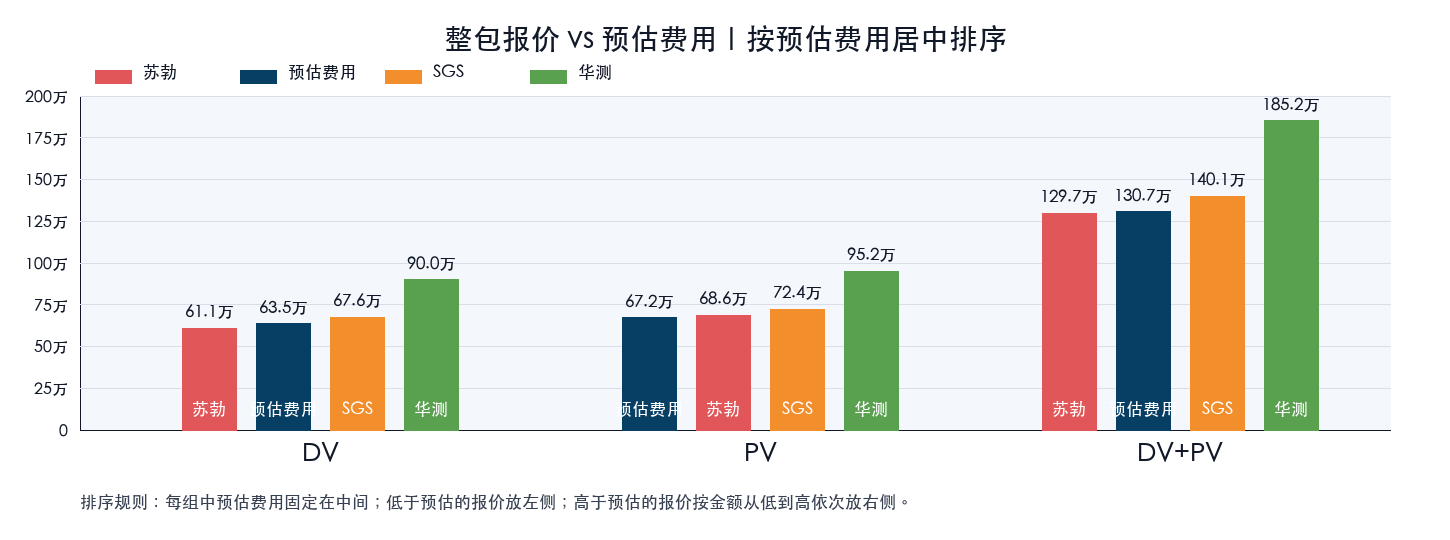 整包报价 vs 预估费用｜按预估费用居中排序
苏勃 预估费用 SGS 华测
200万
175万
150万
125万
100万
75万
50万
25万
0
61.1万 63.5万 67.6万 90.0万
67.2万 68.6万 72.4万 95.2万
129.7万 130.7万 140.1万 185.2万
苏勃 预估费用 SGS 华测
预估费用 苏勃 SGS 华测
苏勃 预估费用 SGS 华测
DV PV DV+PV
排序规则：每组中预估费用固定在中间；低于预估的报价放左侧；高于预估的报价按金额从低到高依次放右侧。